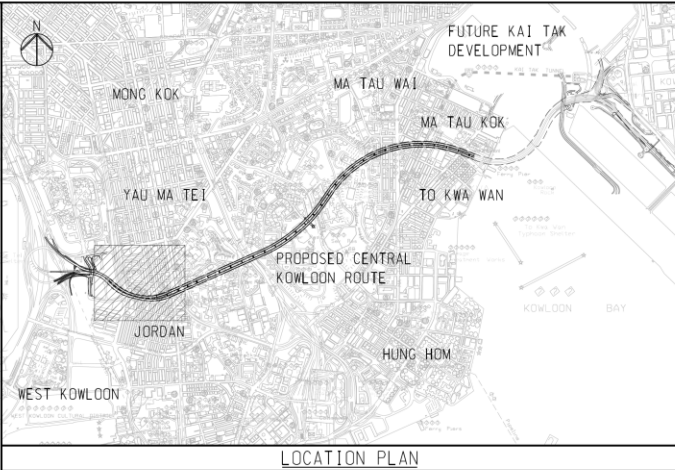 N
FUTURE KAI TAK
DEVELOPMENT
MONG KOK
MA TAU WAI
MA TAU KOK
YAU MA TEI
TO KWA WAN
PROPOSED CENTRAL
KOWLOON ROUTE
KOWLOON BAY
JORDAN
HUNG HOM
WEST KOWLOON
LOCATION PLAN